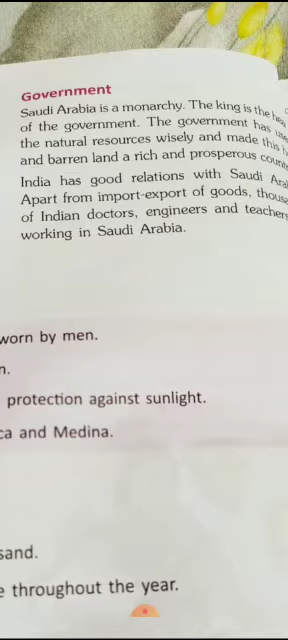 Government
Saudi Arabia is a monarchy. The king is the
of the government. The government has
the natural resources wisely and made this
and barren land a rich and prosperous
India has good relations with Saudi
Apart from import-export of goods,
of Indian doctors, engineers and teachers
working in Saudi Arabia.
worn by men.
protection against sunlight.
and Medina.
sand.
throughout the year.